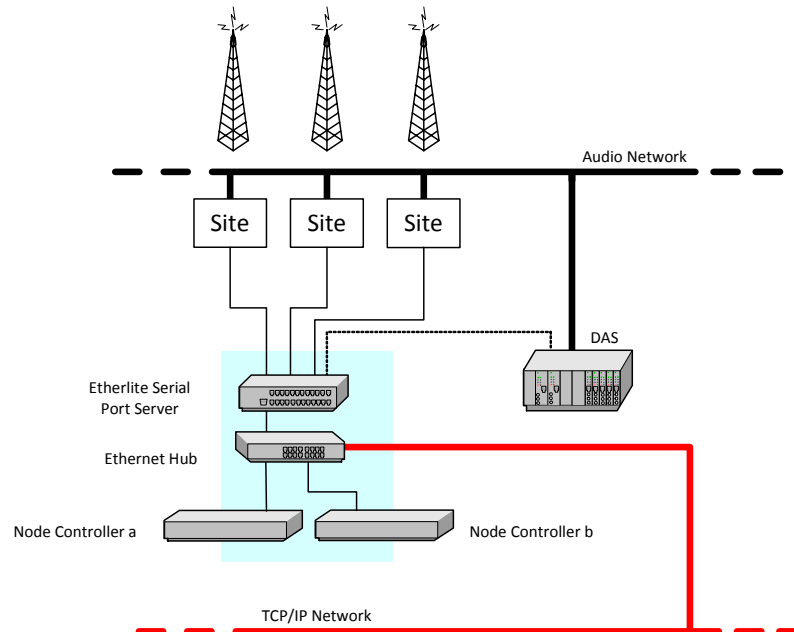 Audio Network
Site
Site
Site
DAS
Etherlite Serial
Port Server
Ethernet Hub
Node Controller a
Node Controller b
TCP/IP Network